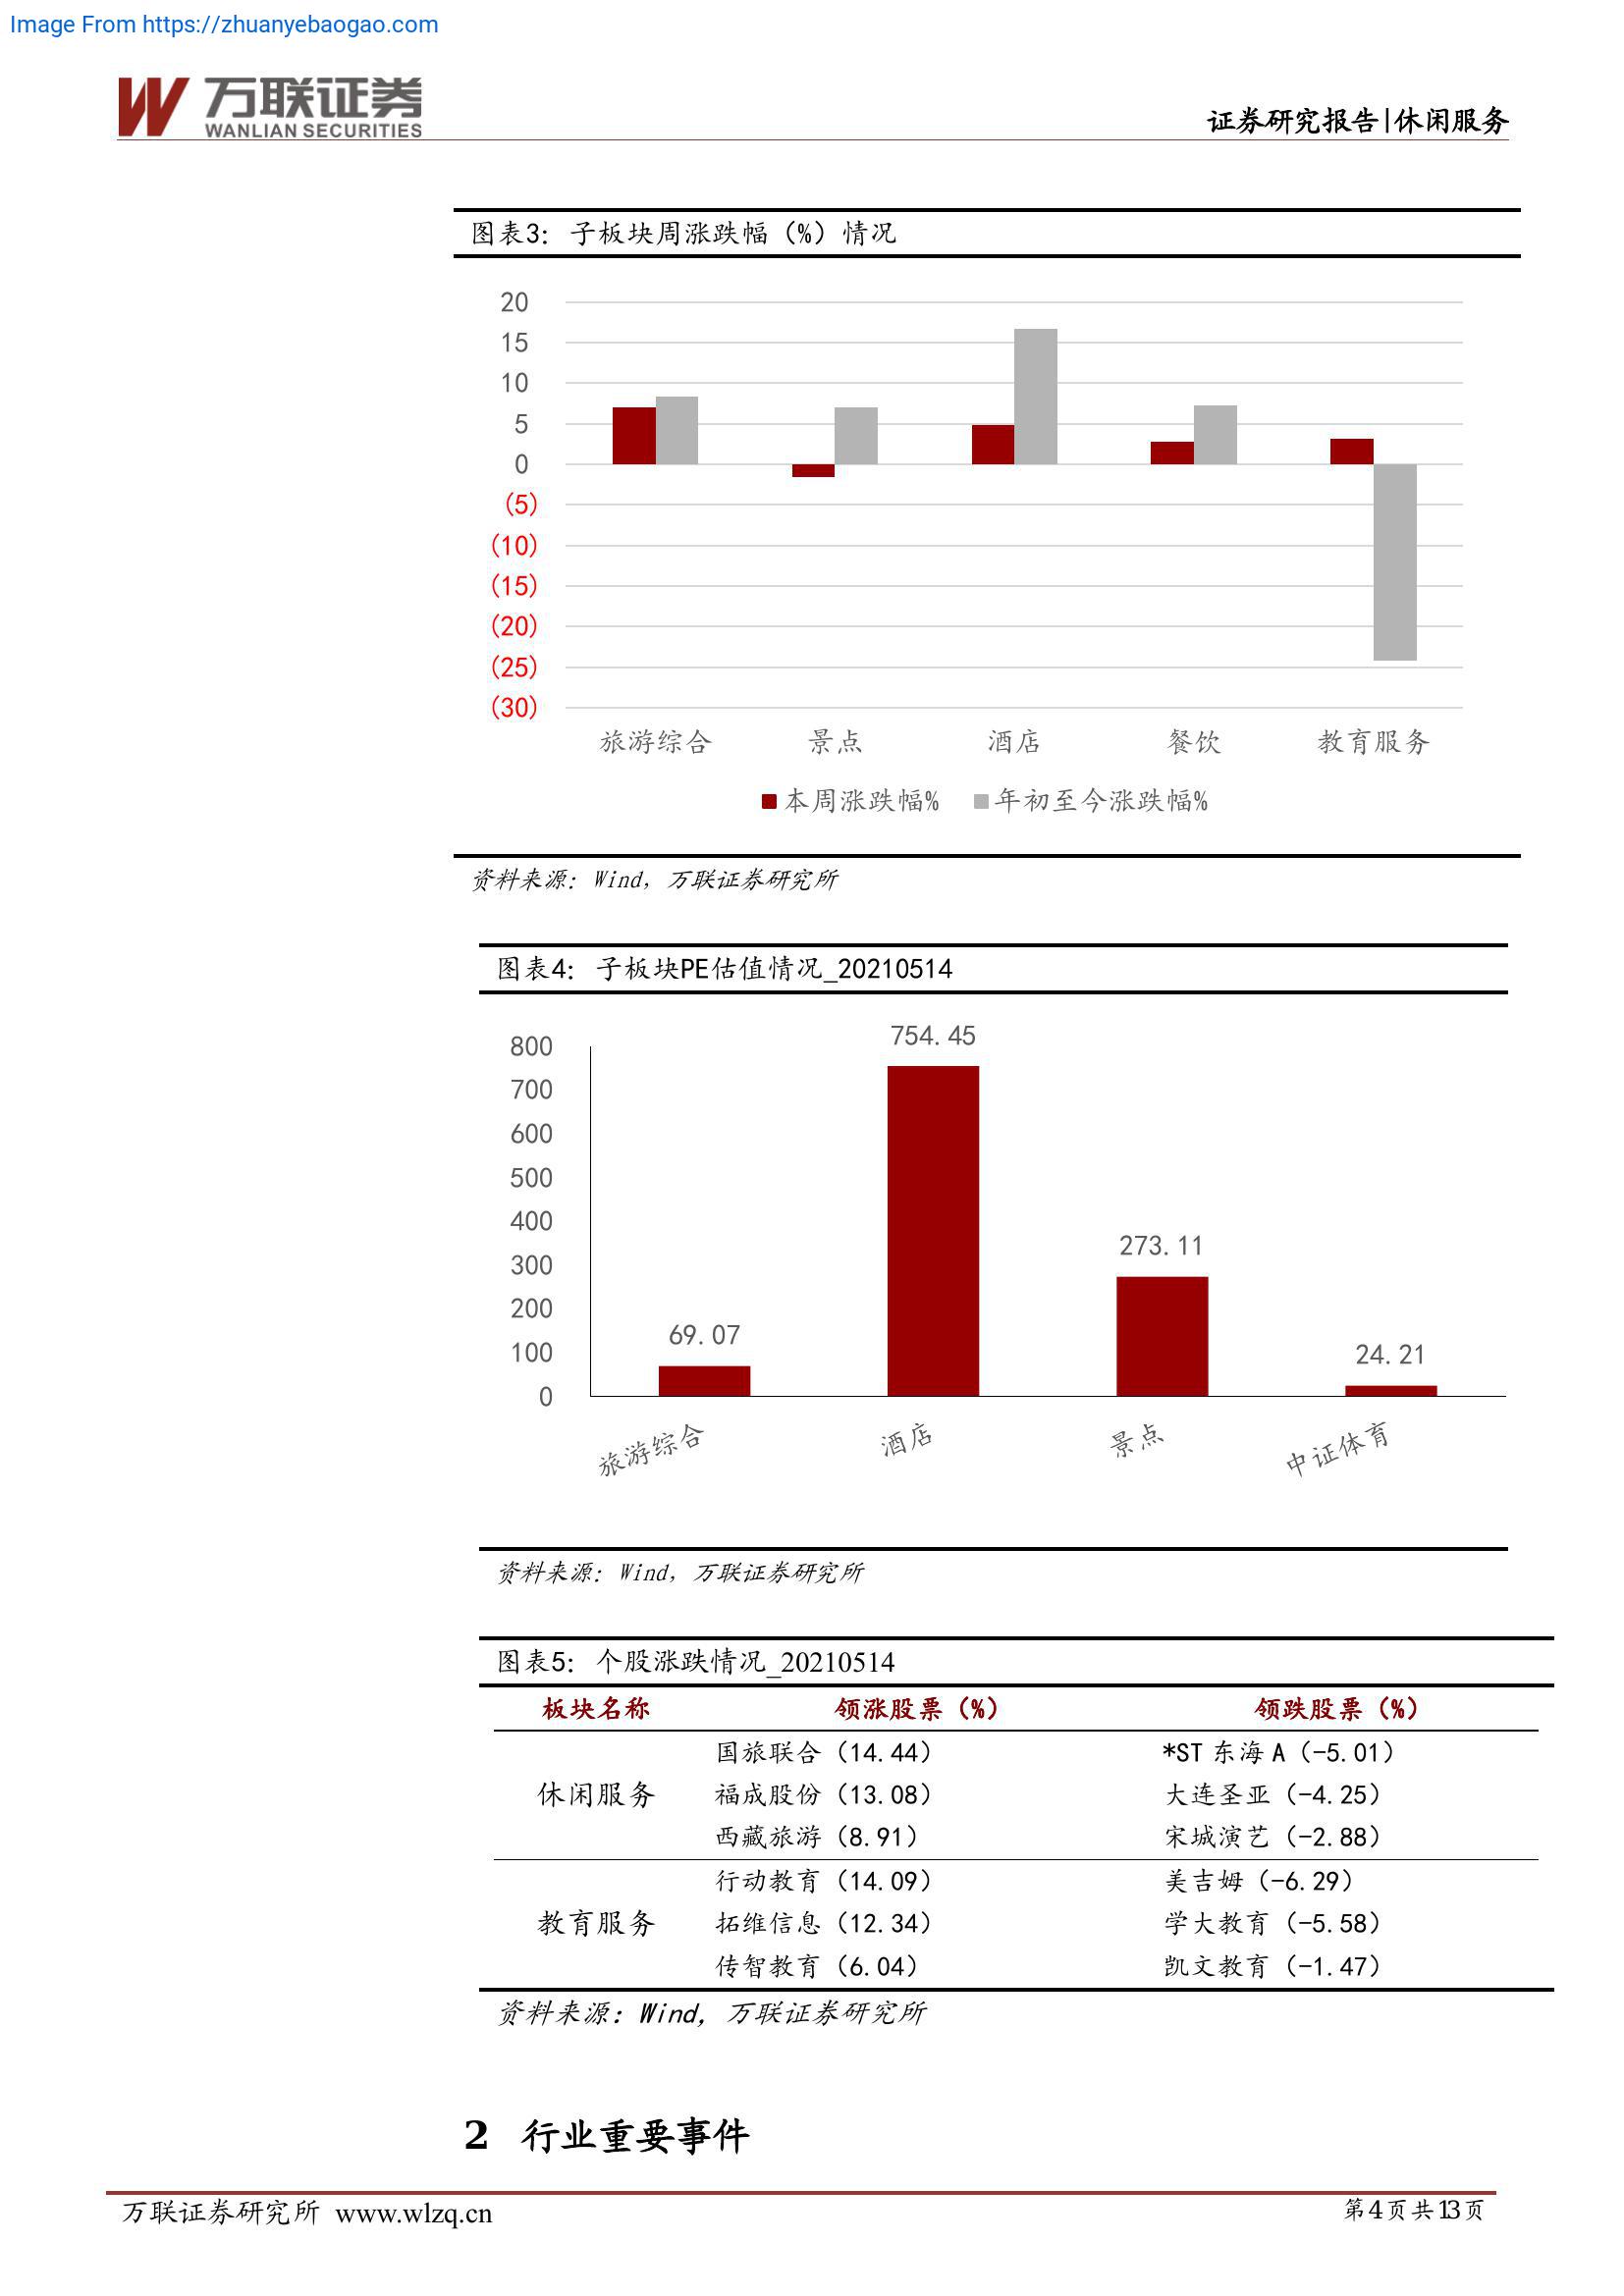 Image From https://zhuanyebaogao.com
万联证券
WANLIAN SECURITIES
证券研究报告|休闲服务
图表3：子板块周涨跌幅（%）情况
20
15
10
5
0
(5)
(10)
(15)
(20)
(25)
(30)
旅游综合 景点 酒店 餐饮 教育服务
本周涨跌幅% 年初至今涨跌幅%
资料来源：Wind，万联证券研究所
图表4：子板块PE估值情况_20210514
800
700
600
500
400
300
200
100
0
69.07
754.45
273.11
24.21
旅游综合 酒店 景点 中证体育
资料来源：Wind，万联证券研究所
图表5：个股涨跌情况_20210514
板块名称 领涨股票（%） 领跌股票（%）
国旅联合（14.44） *ST 东海 A（-5.01）
休闲服务 福成股份（13.08） 大连圣亚（-4.25）
西藏旅游（8.91） 宋城演艺（-2.88）
行动教育（14.09） 美吉姆（-6.29）
教育服务 拓维信息（12.34） 学大教育（-5.58）
传智教育（6.04） 凯文教育（-1.47）
资料来源：Wind，万联证券研究所
2 行业重要事件
万联证券研究所 www.wlzq.cn 第4页共13页